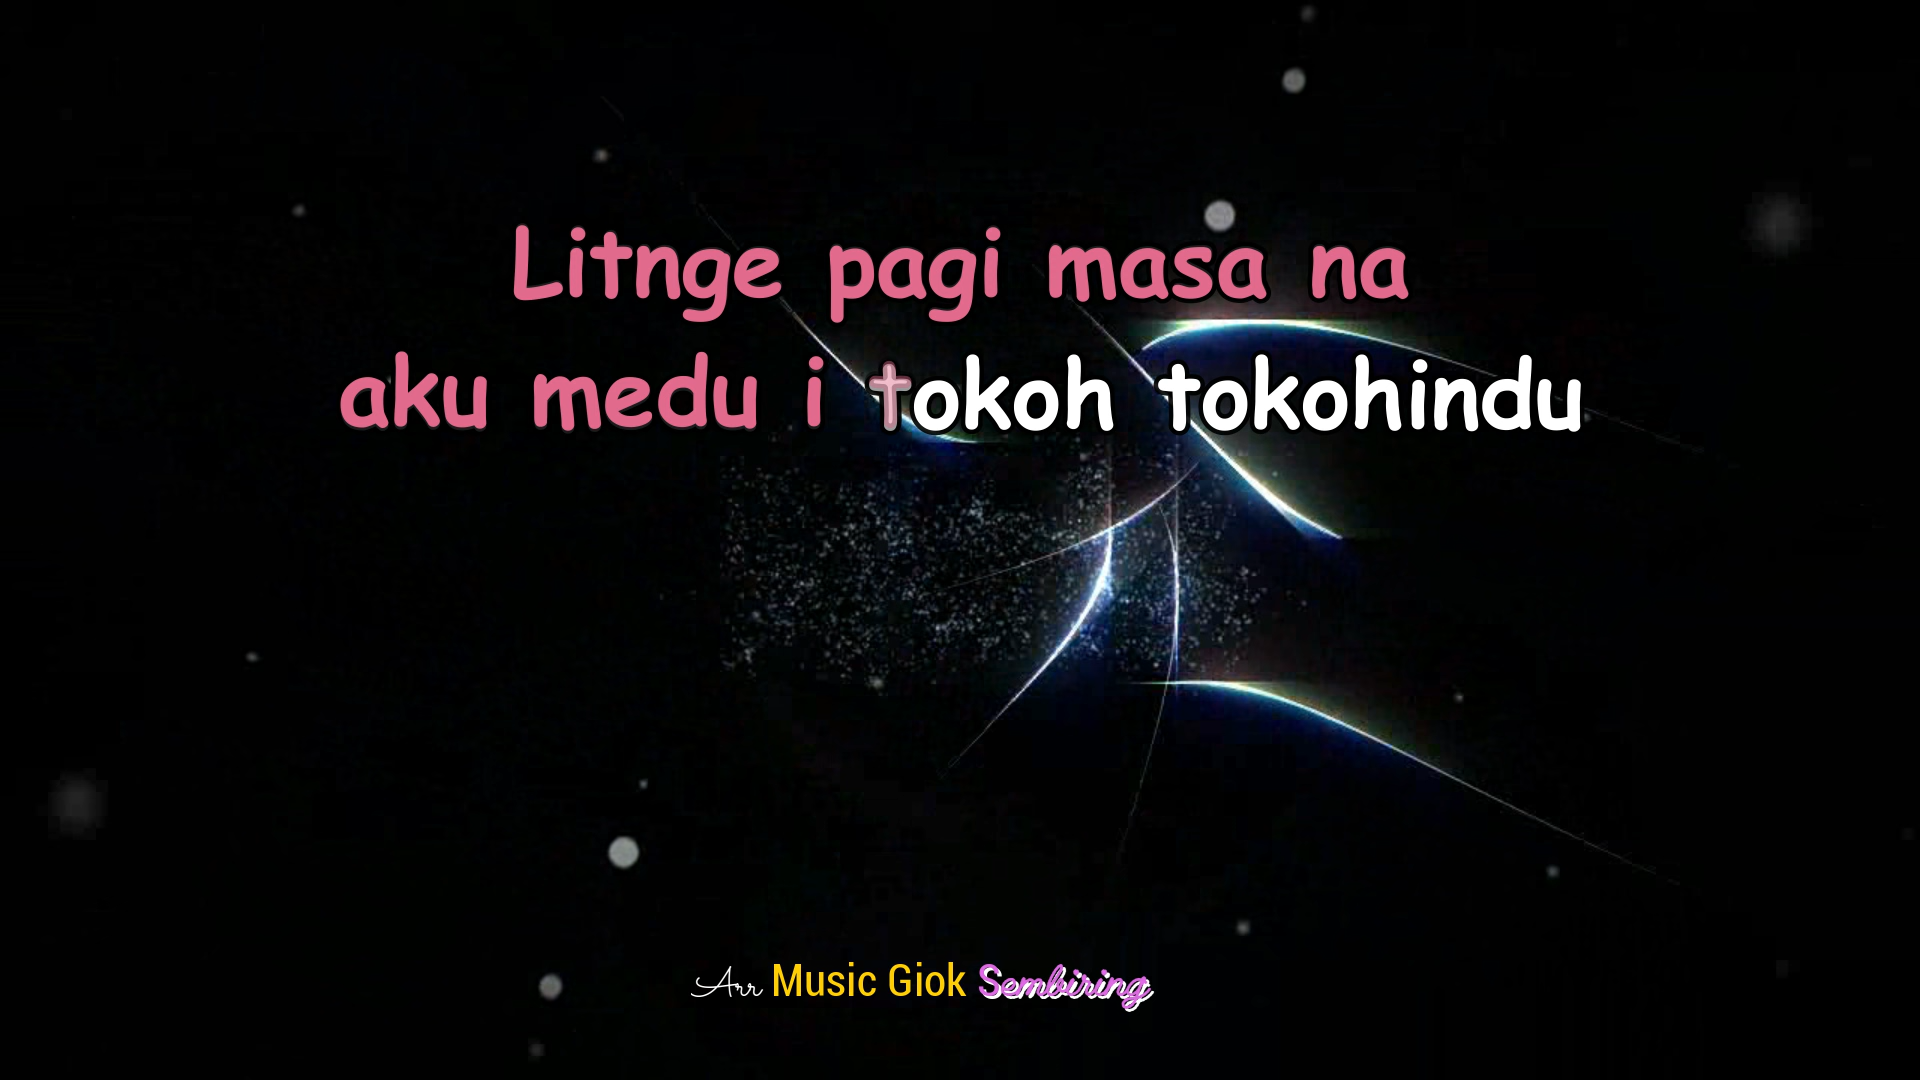 Litnge pagi masa na
aku medu i tokoh tokohindu
Arr Music Giok Sembiring